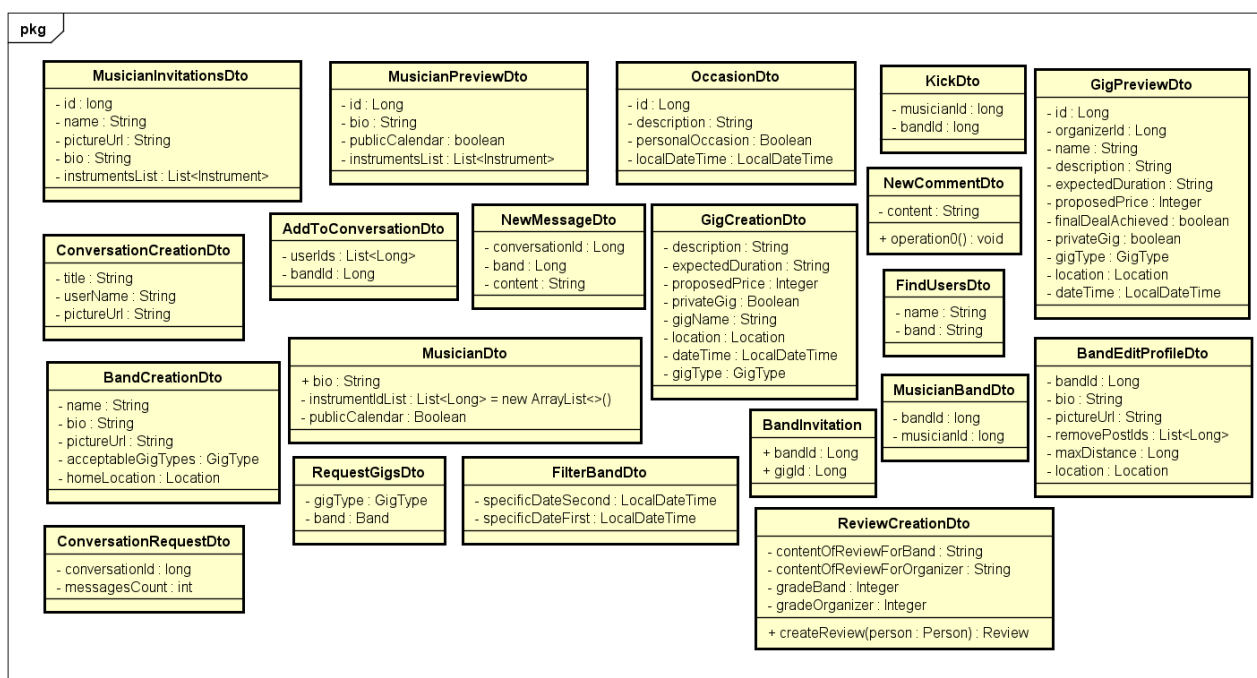 pkg
MusicianInvitationsDto
- id : long
- name : String
- pictureUrl : String
- bio : String
- instrumentsList : List<Instrument>
MusicianPreviewDto
- id : Long
- bio : String
- publicCalendar : boolean
- instrumentsList : List<Instrument>
OccasionDto
- id : Long
- description : String
- personalOccasion : Boolean
- localDateTime : LocalDateTime
KickDto
- musicianId : long
- bandId : long
GigPreviewDto
- id : Long
- organizerId : Long
- name : String
- description : String
- expectedDuration : String
- proposedPrice : Integer
- finalDealAchieved : boolean
- privateGig : boolean
- gigType : GigType
- location : Location
- dateTime : LocalDateTime
NewCommentDto
- content : String
+ operation0() : void
ConversationCreationDto
- title : String
- userName : String
- pictureUrl : String
AddToConversationDto
- userIds : List<Long>
- bandId : Long
NewMessageDto
- conversationId : Long
- band : Long
- content : String
GigCreationDto
- description : String
- expectedDuration : String
- proposedPrice : Integer
- privateGig : Boolean
- gigName : String
- location : Location
- dateTime : LocalDateTime
- gigType : GigType
FindUsersDto
- name : String
- band : String
BandCreationDto
- name : String
- bio : String
- pictureUrl : String
- acceptableGigTypes : GigType
- homeLocation : Location
MusicianDto
+ bio : String
- instrumentIdList : List<Long> = new ArrayList<>()
- publicCalendar : Boolean
BandInvitation
+ bandId : Long
+ gigId : Long
MusicianBandDto
- bandId : long
- musicianId : long
BandEditProfileDto
- bandId : Long
- bio : String
- pictureUrl : String
- removePostIds : List<Long>
- maxDistance : Long
- location : Location
RequestGigsDto
- gigType : GigType
- band : Band
FilterBandDto
- specificDateSecond : LocalDateTime
- specificDateFirst : LocalDateTime
ConversationRequestDto
- conversationId : long
- messagesCount : int
ReviewCreationDto
- contentOfReviewForBand : String
- contentOfReviewForOrganizer : String
- gradeBand : Integer
- gradeOrganizer : Integer
+ createReview(person : Person) : Review